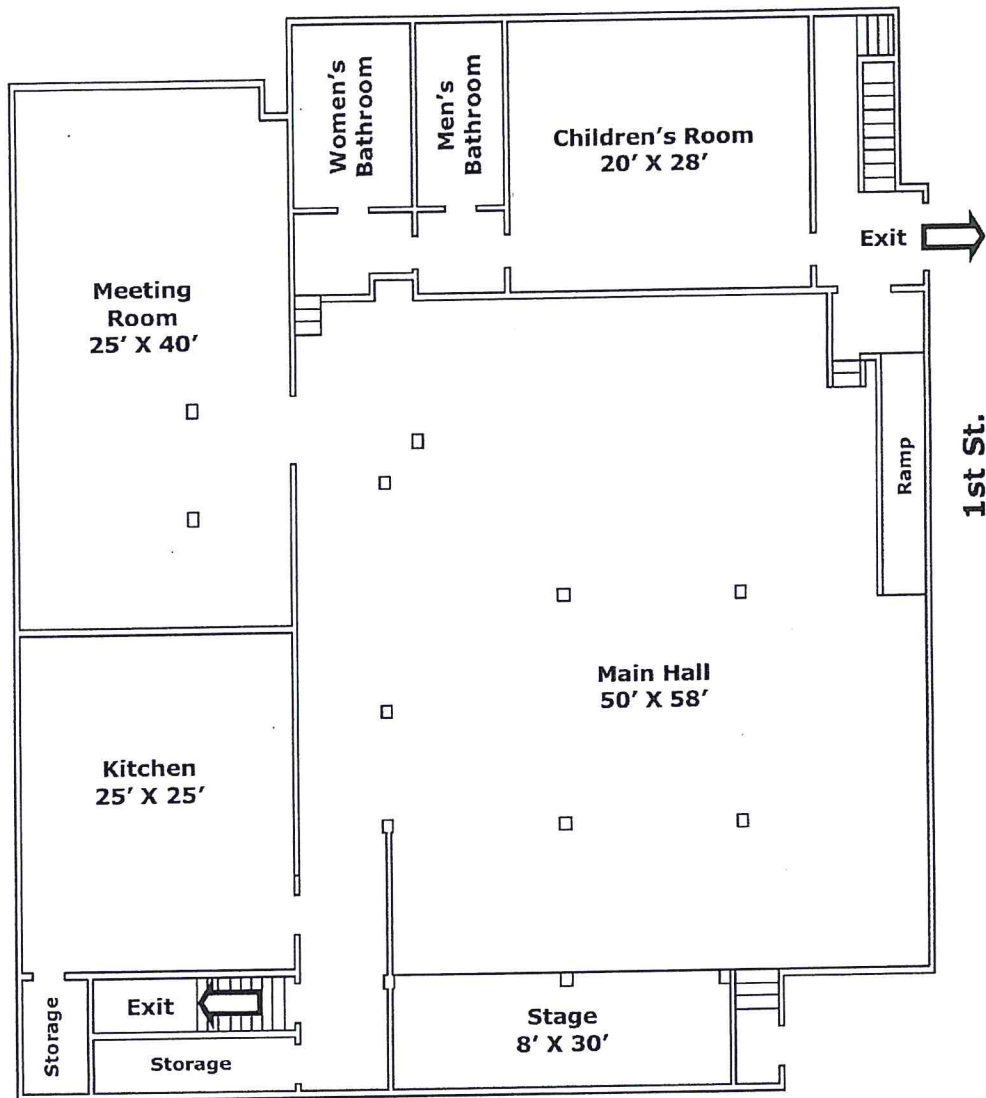 Women's
Bathroom
Men's
Bathroom
Children's Room
20' X 28'
Exit
Meeting
Room
25' X 40'
Ramp
1st St.
Main Hall
50' X 58'
Kitchen
25' X 25'
Storage
Exit
Storage
Stage
8' X 30'